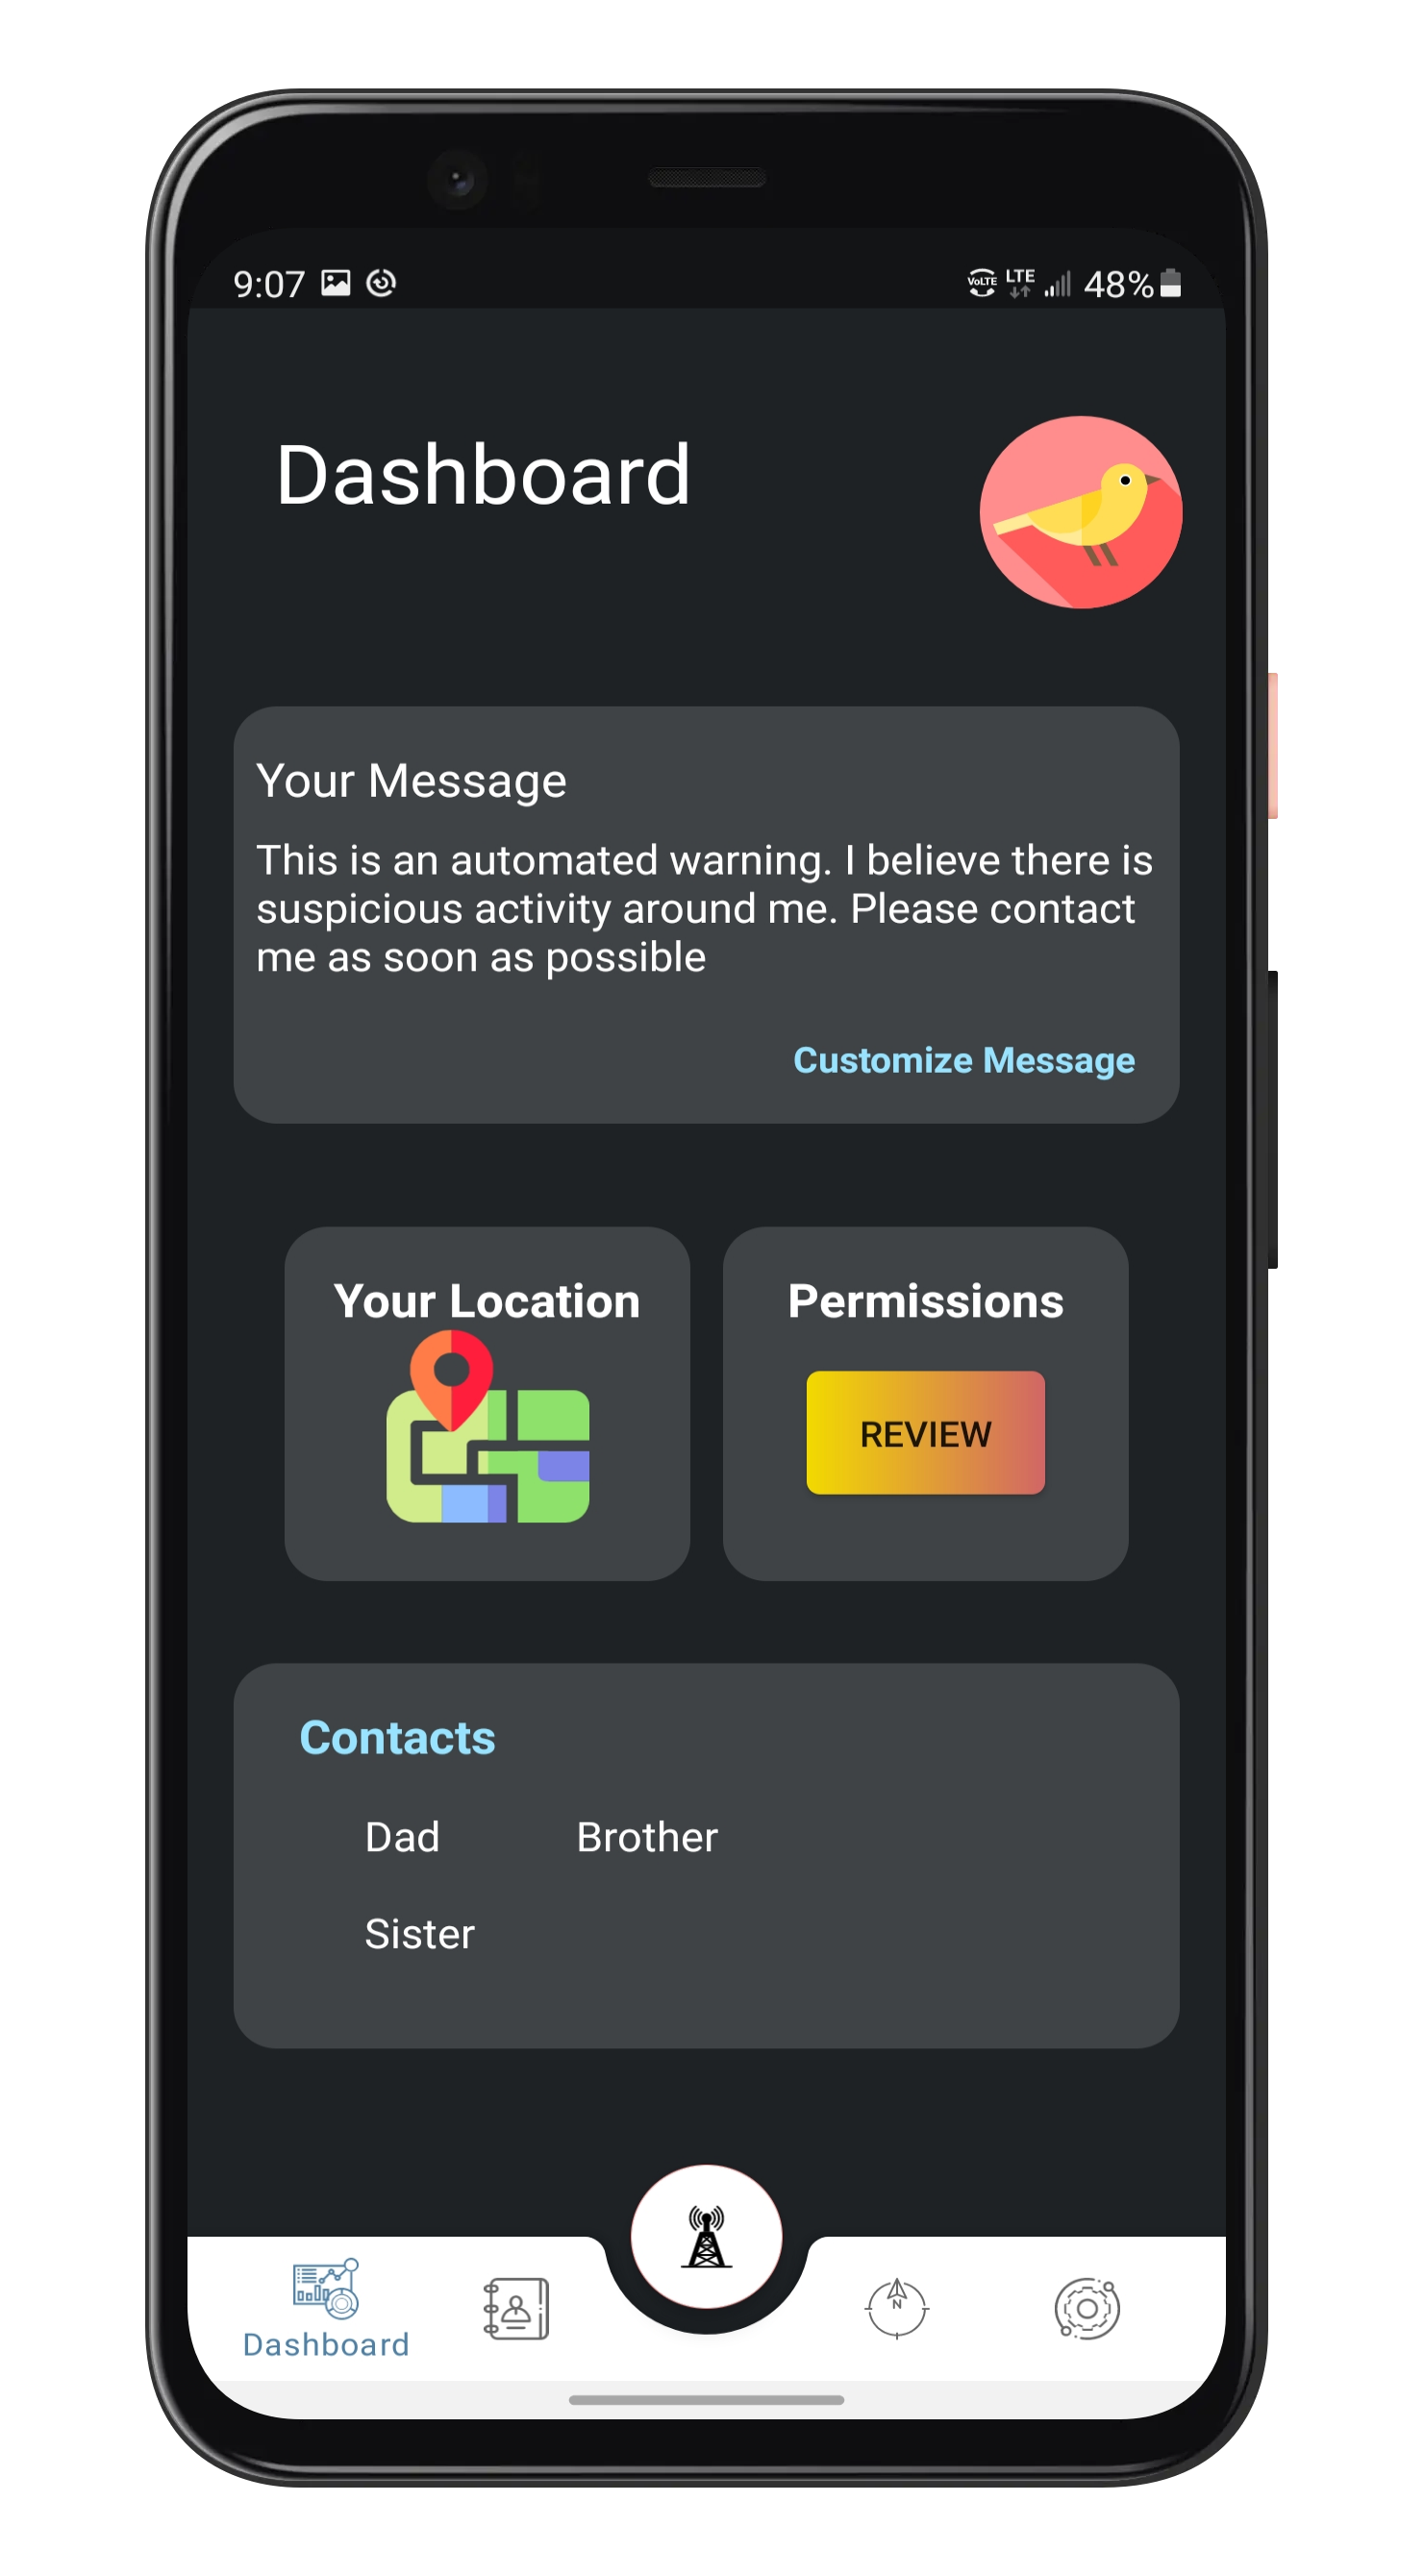 9:07 VoLTE LTE 48%
Dashboard
Your Message
This is an automated warning. I believe there is
suspicious activity around me. Please contact
me as soon as possible
Customize Message
Your Location Permissions
REVIEW
Contacts
Dad Brother
Sister
N
Dashboard